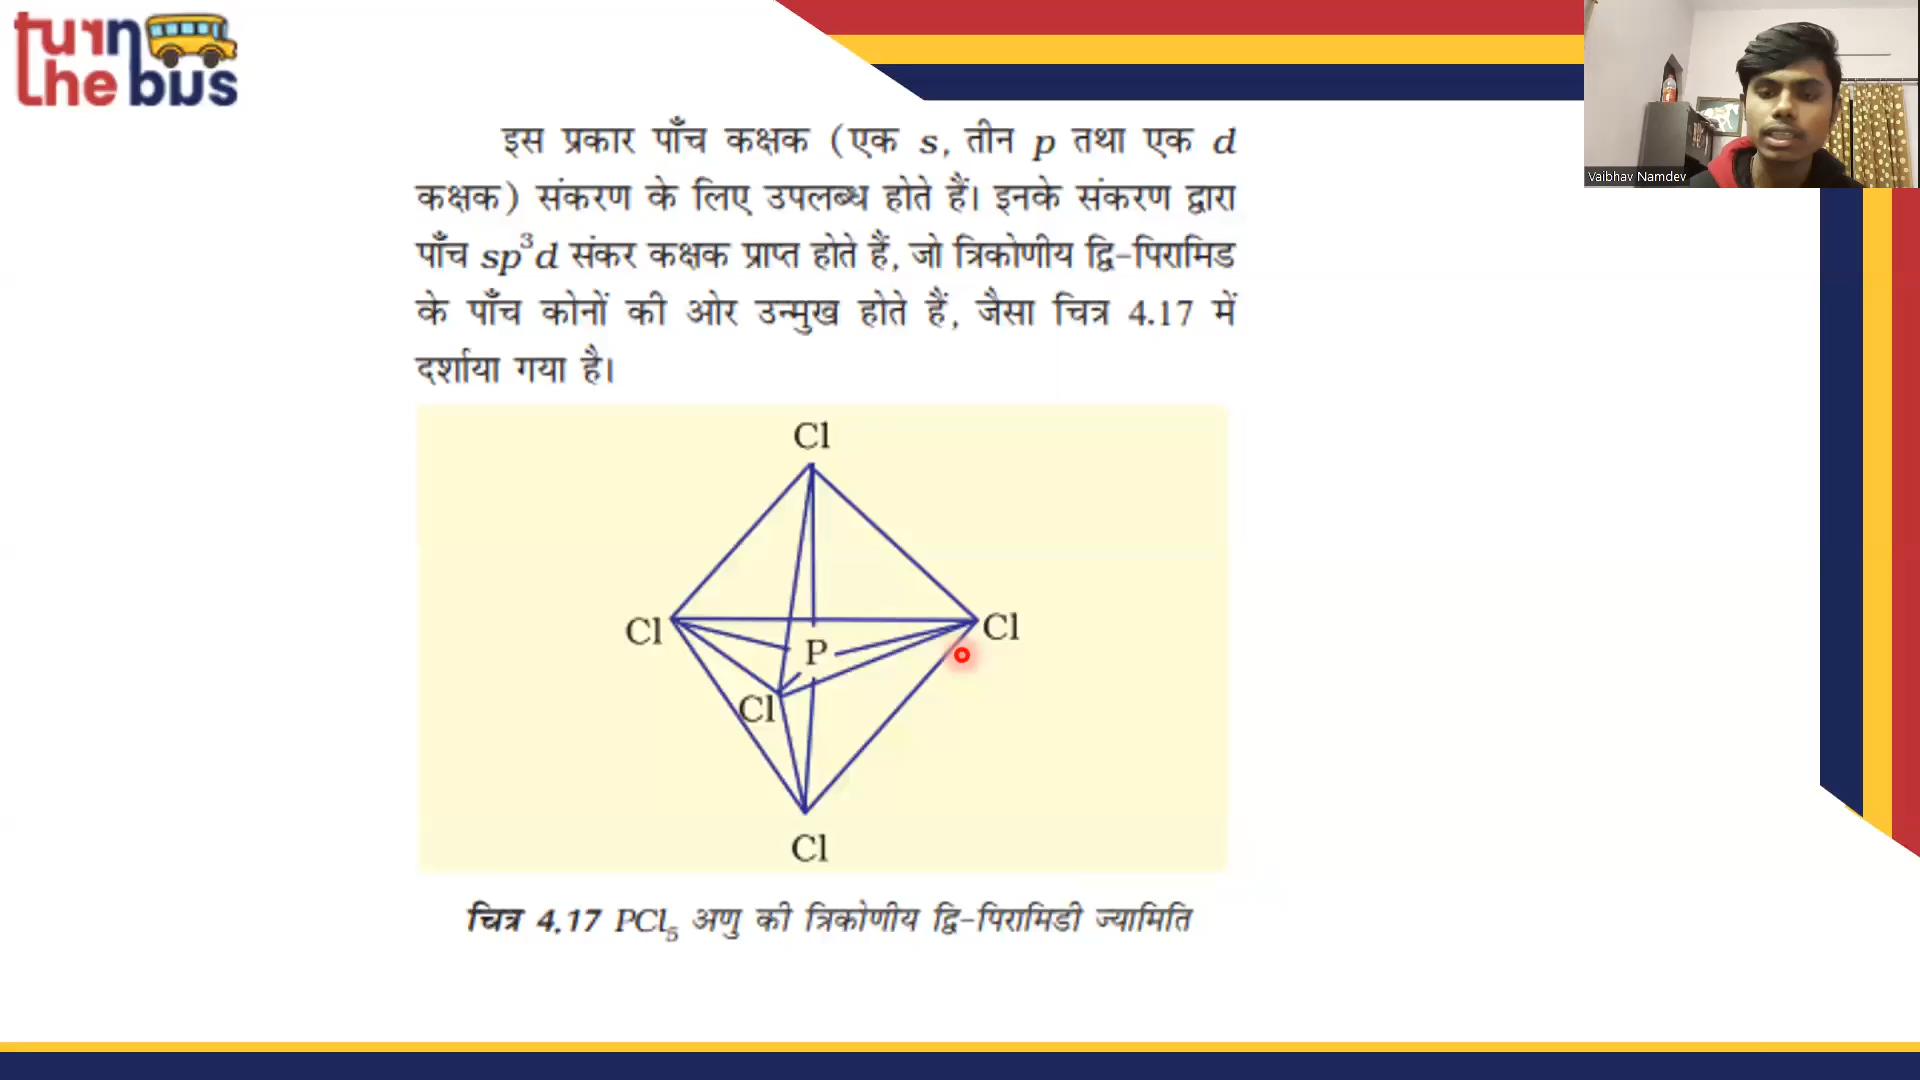 turn
the bus
Vaibhav Namdev
इस प्रकार पाँच कक्षक (एक s, तीन p तथा एक d
कक्षक) संकरण के लिए उपलब्ध होते हैं। इनके संकरण द्वारा
पाँच sp³d संकर कक्षक प्राप्त होते हैं, जो त्रिकोणीय द्वि-पिरामिड
के पाँच कोनों की ओर उन्मुख होते हैं, जैसा चित्र 4.17 में
दर्शाया गया है।
Cl
Cl
Cl
P
Cl
Cl
चित्र 4.17 PCl₅ अणु की त्रिकोणीय द्वि-पिरामिडी ज्यामिति